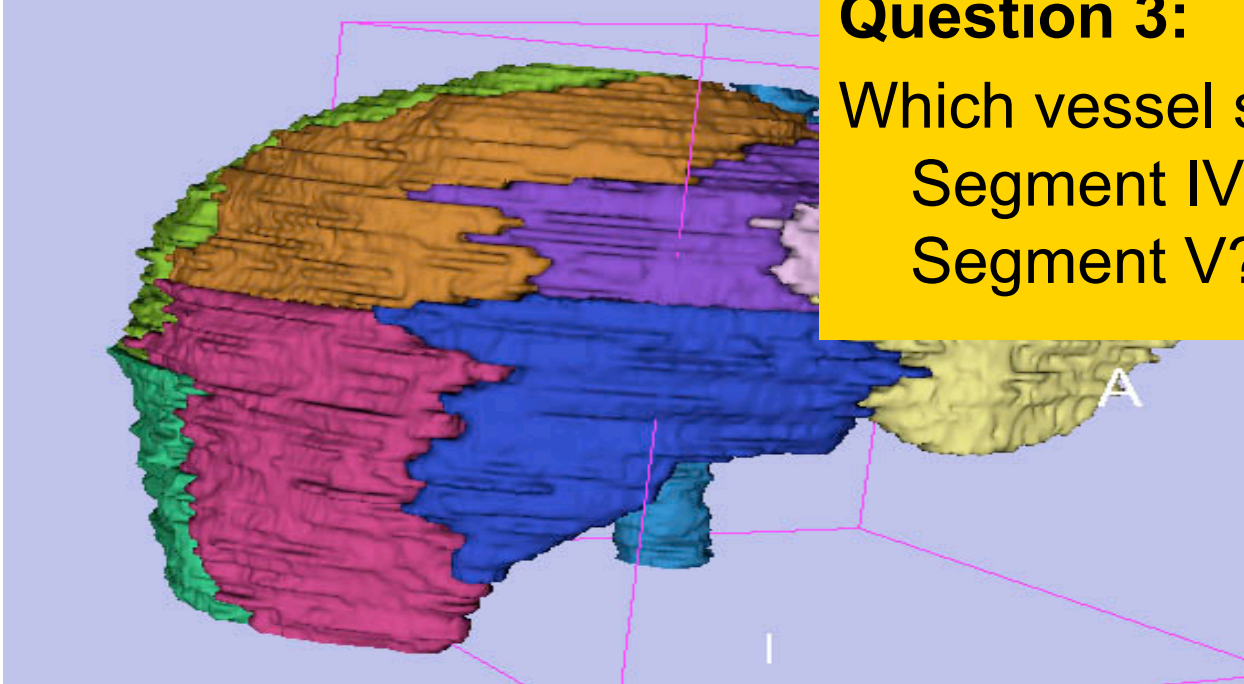 Question 3:
Which vessel s
Segment IV
Segment V?
A
I